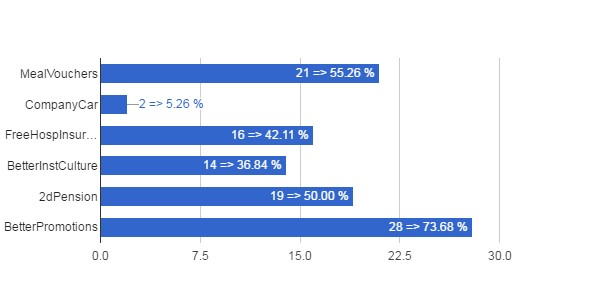 MealVouchers 21 => 55.26 %
CompanyCar 2 => 5.26 %
FreeHospInsur... 16 => 42.11 %
BetterInstCulture 14 => 36.84 %
2dPension 19 => 50.00 %
BetterPromotions 28 => 73.68 %
0.0 7.5 15.0 22.5 30.0